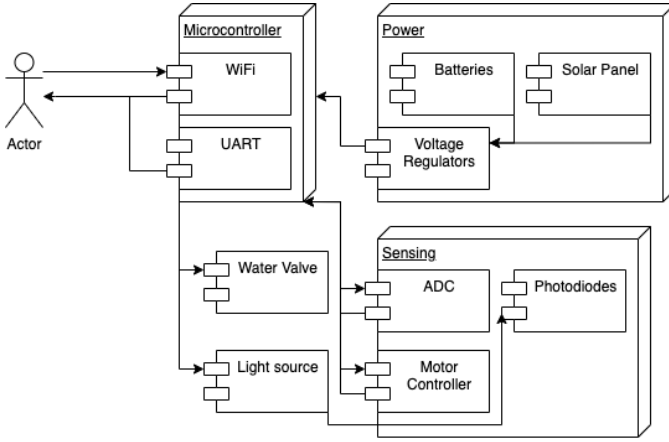 Microcontroller
WiFi
UART
Actor
Power
Batteries
Solar Panel
Voltage
Regulators
Water Valve
Light source
Sensing
ADC
Photodiodes
Motor
Controller